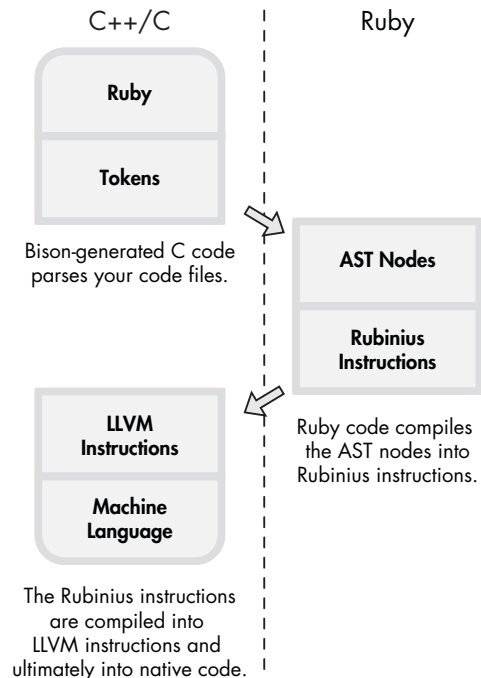 C++/C
Ruby
Ruby
Tokens
Bison-generated C code
parses your code files.
AST Nodes
Rubinius
Instructions
Ruby code compiles
the AST nodes into
Rubinius instructions.
LLVM
Instructions
Machine
Language
The Rubinius instructions
are compiled into
LLVM instructions and
ultimately into native code.